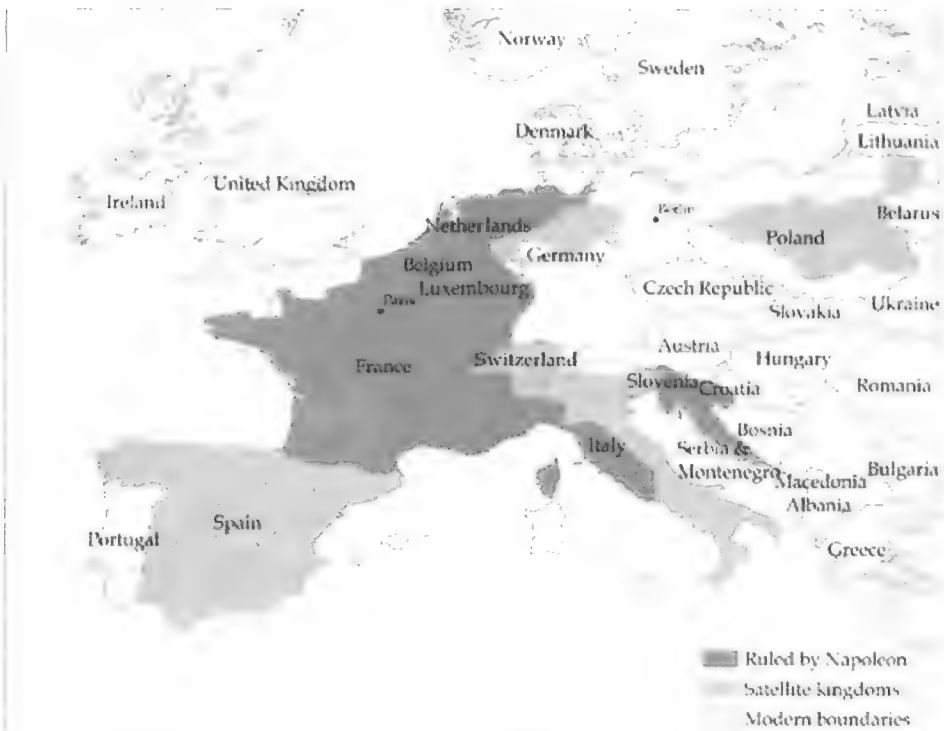 Norway
Sweden
Latvia
Denmark
Lithuania
United Kingdom
Ireland
Berlin
Belarus
Netherlands
Poland
Germany
Belgium
Luxembourg
Czech Republic
Paris
Slovakia
Ukraine
Austria
Switzerland
Hungary
France
Slovenia
Croatia
Romania
Bosnia
Italy
Serbia &
Montenegro
Bulgaria
Macedonia
Albania
Spain
Portugal
Greece
Ruled by Napoleon
Satellite kingdoms
Modern boundaries